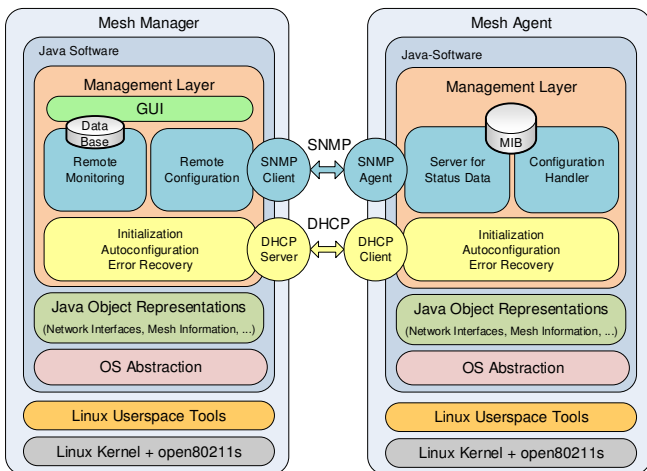 Mesh Manager
Java Software
Management Layer
GUI
Data
Base
Remote
Monitoring
Remote
Configuration
SNMP
Client
Initialization
Autoconfiguration
Error Recovery
DHCP
Server
Java Object Representations
(Network Interfaces, Mesh Information, ...)
OS Abstraction
Linux Userspace Tools
Linux Kernel + open80211s
SNMP
DHCP
Mesh Agent
Java-Software
Management Layer
MIB
SNMP
Agent
Server for
Status Data
Configuration
Handler
DHCP
Client
Initialization
Autoconfiguration
Error Recovery
Java Object Representations
(Network Interfaces, Mesh Information, ...)
OS Abstraction
Linux Userspace Tools
Linux Kernel + open80211s